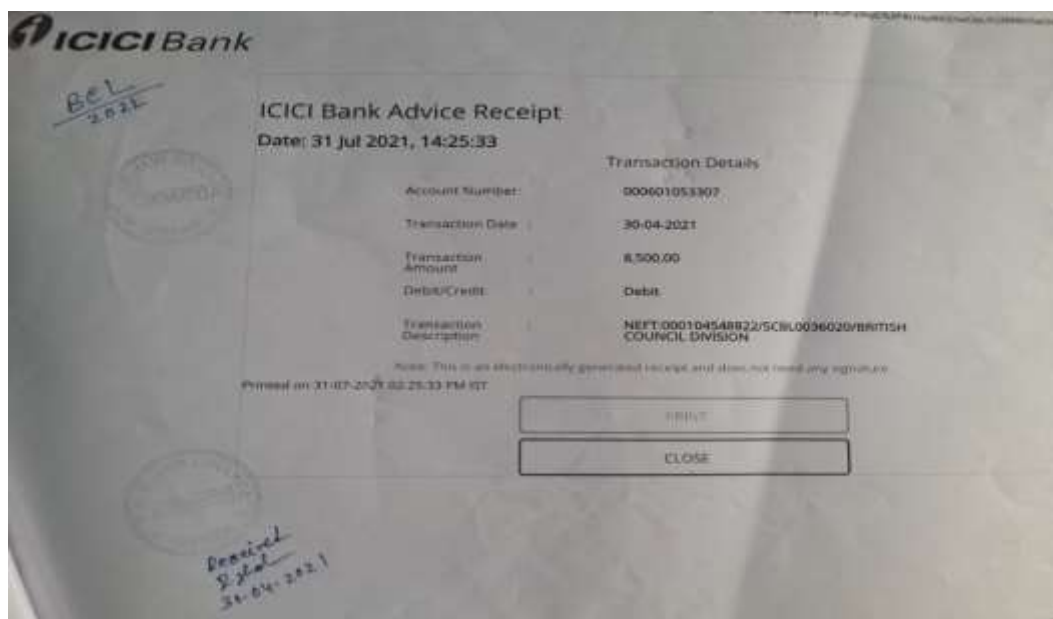 ICICI Bank
BCL
2021
ICICI Bank Advice Receipt
Date: 31 Jul 2021, 14:25:33
Transaction Details
Account Number:
000601053307
Transaction Date :
30-04-2021
Transaction Amount :
8,500.00
Debit/Credit :
Debit
Transaction Description :
NEFT:000104548822/SCBL0036020/BRITISH
COUNCIL DIVISION
Note: This is an electronically generated receipt and does not need any signature.
Printed on 31-07-2021 02:25:33 PM IST
PRINT
CLOSE
Received
30-04-2021